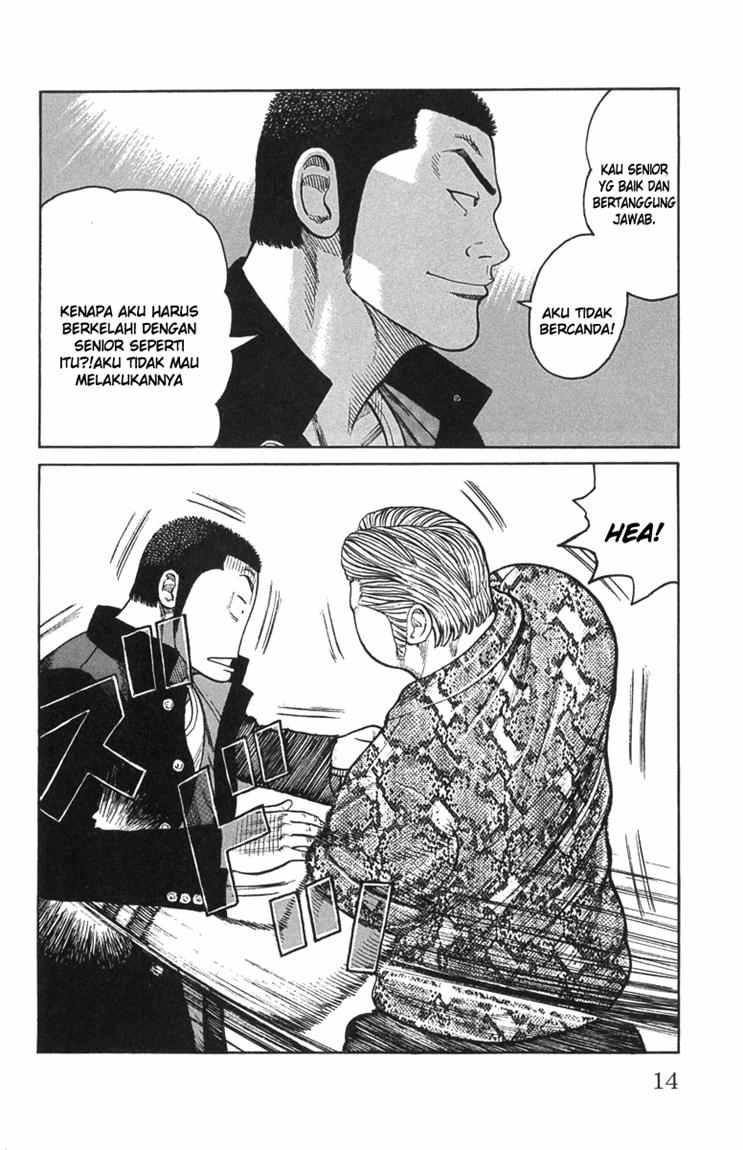 KAU SENIOR
YG BAIK DAN
BERTANGGUNG
JAWAB.
AKU TIDAK
BERCANDA!
KENAPA AKU HARUS
BERKELAHI DENGAN
SENIOR SEPERTI
ITU?!AKU TIDAK MAU
MELAKUKANNYA
HEA!
14